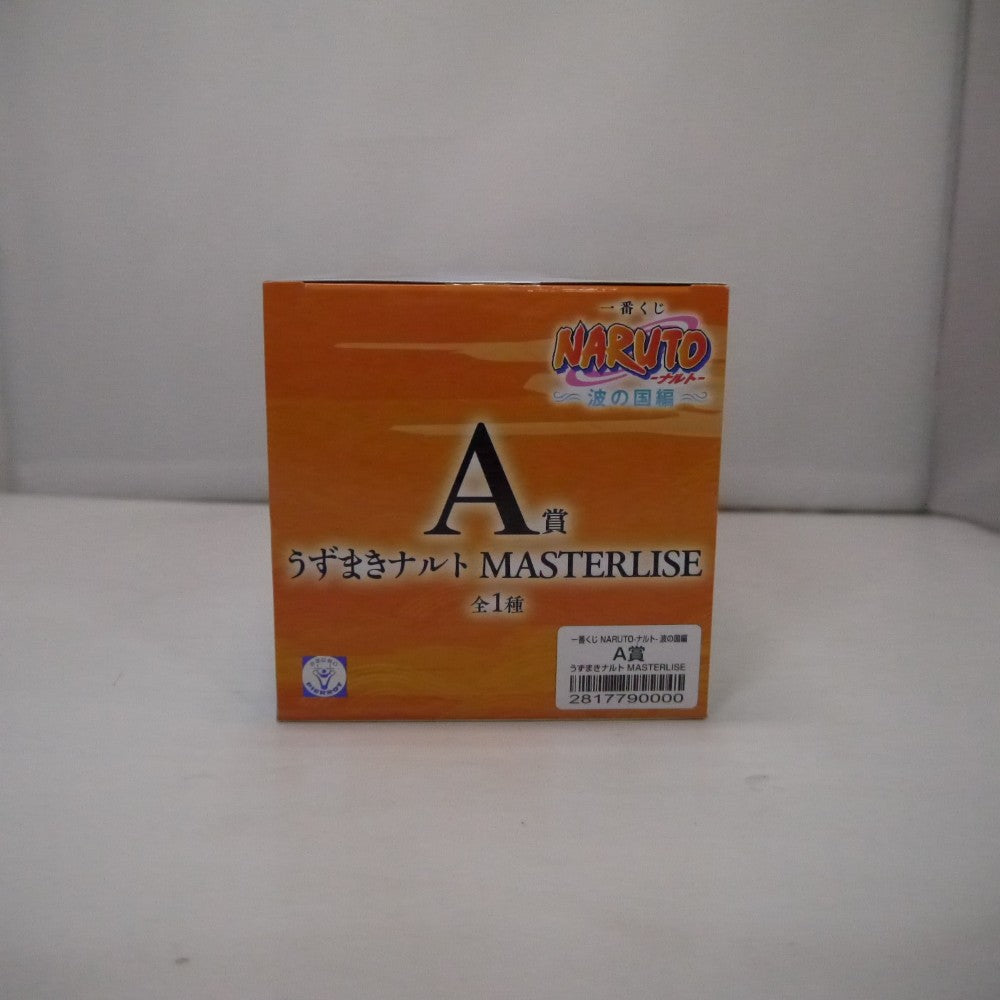 一番くじ
NARUTO
-ナルト-
波の国編
A賞
うずまきナルト MASTERLISE
全1種
PIERROT
一番くじ NARUTO-ナルト- 波の国編
A賞
うずまきナルト MASTERLISE
2817790000